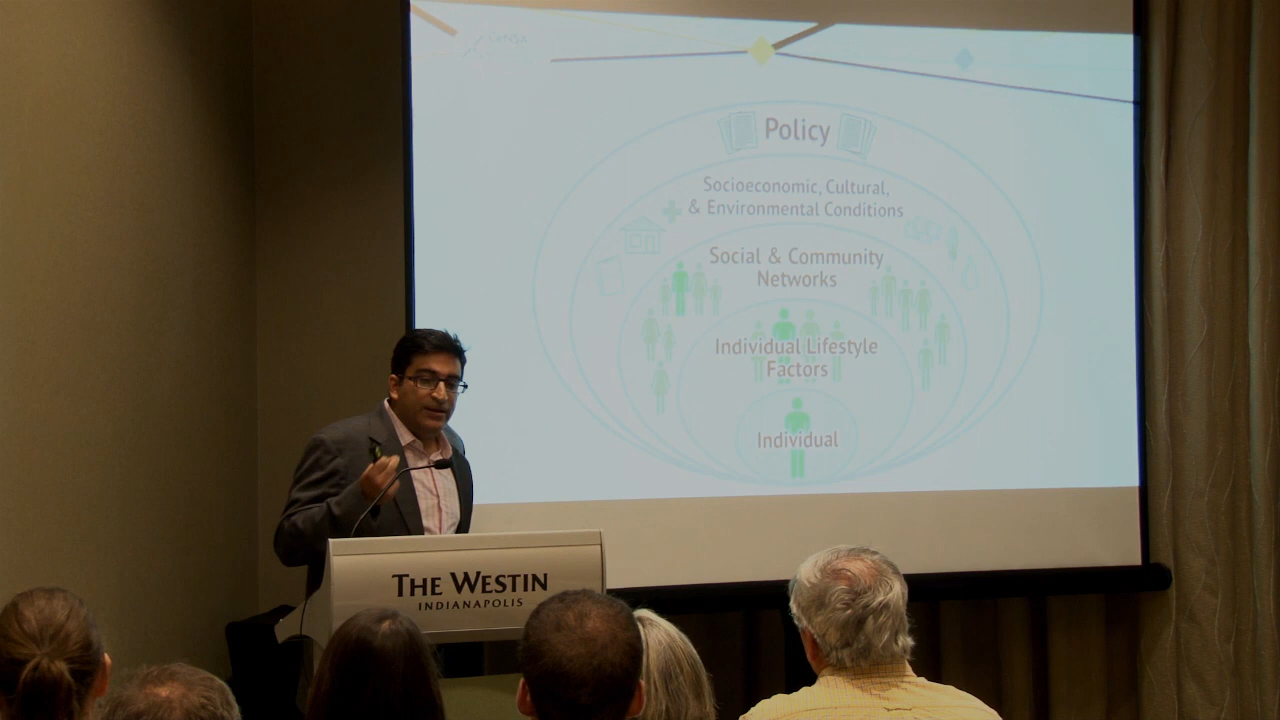 Policy
Socioeconomic, Cultural,
& Environmental Conditions
Social & Community
Networks
Individual Lifestyle
Factors
Individual
THE WESTIN
INDIANAPOLIS